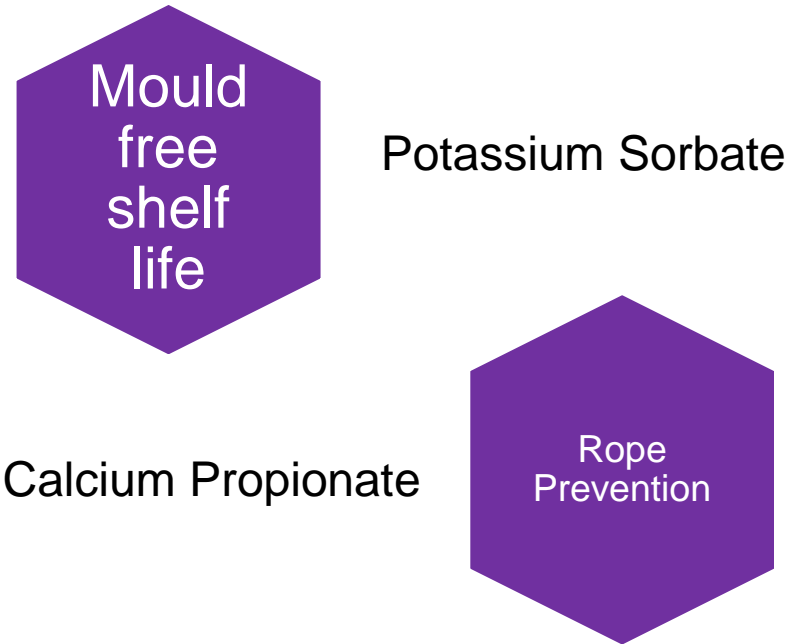 Mould
free
shelf
life
Potassium Sorbate
Calcium Propionate
Rope
Prevention